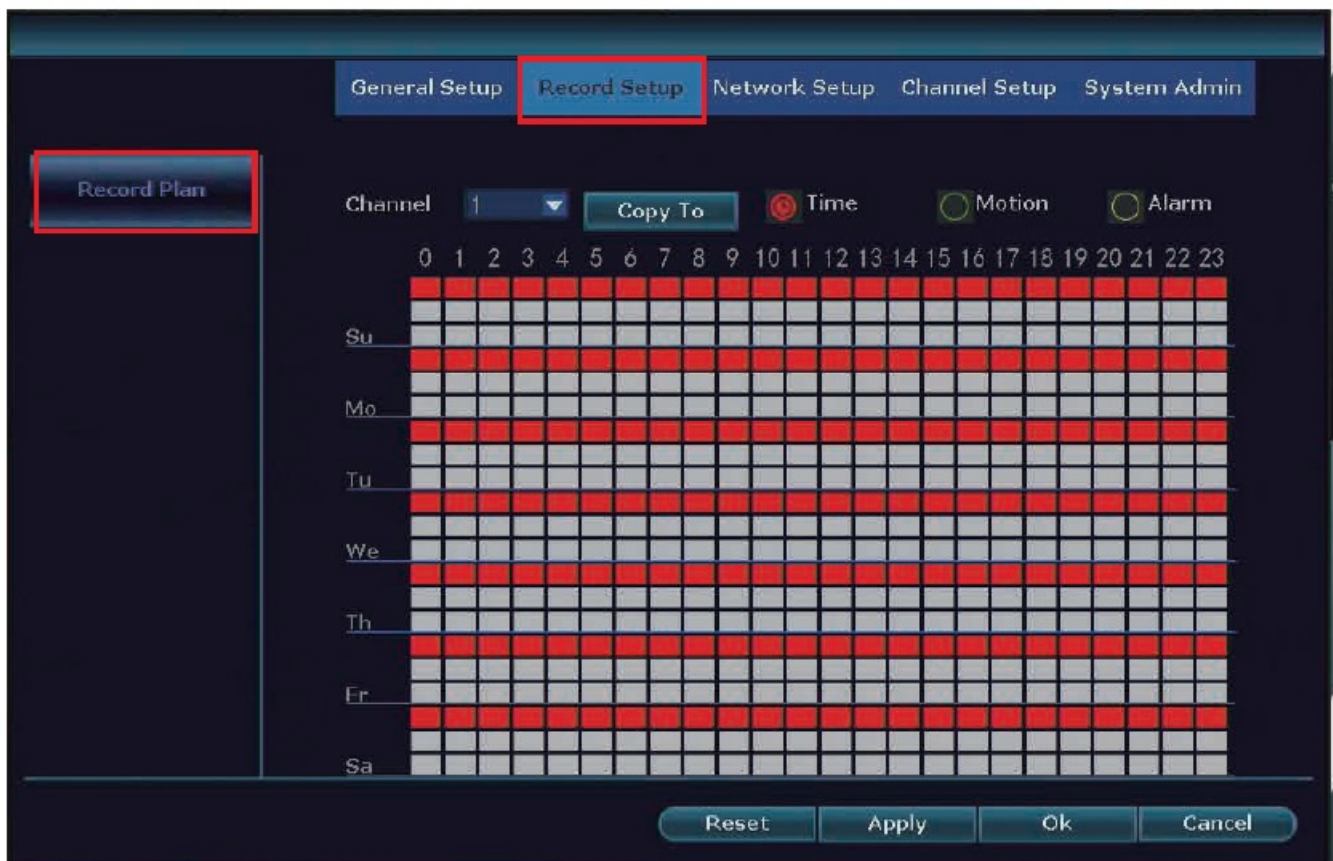 General Setup Record Setup Network Setup Channel Setup System Admin
Record Plan
Channel 1 Copy To Time Motion Alarm
0 1 2 3 4 5 6 7 8 9 10 11 12 13 14 15 16 17 18 19 20 21 22 23
Su
Mo
Tu
We
Th
Fr
Sa
Reset Apply Ok Cancel